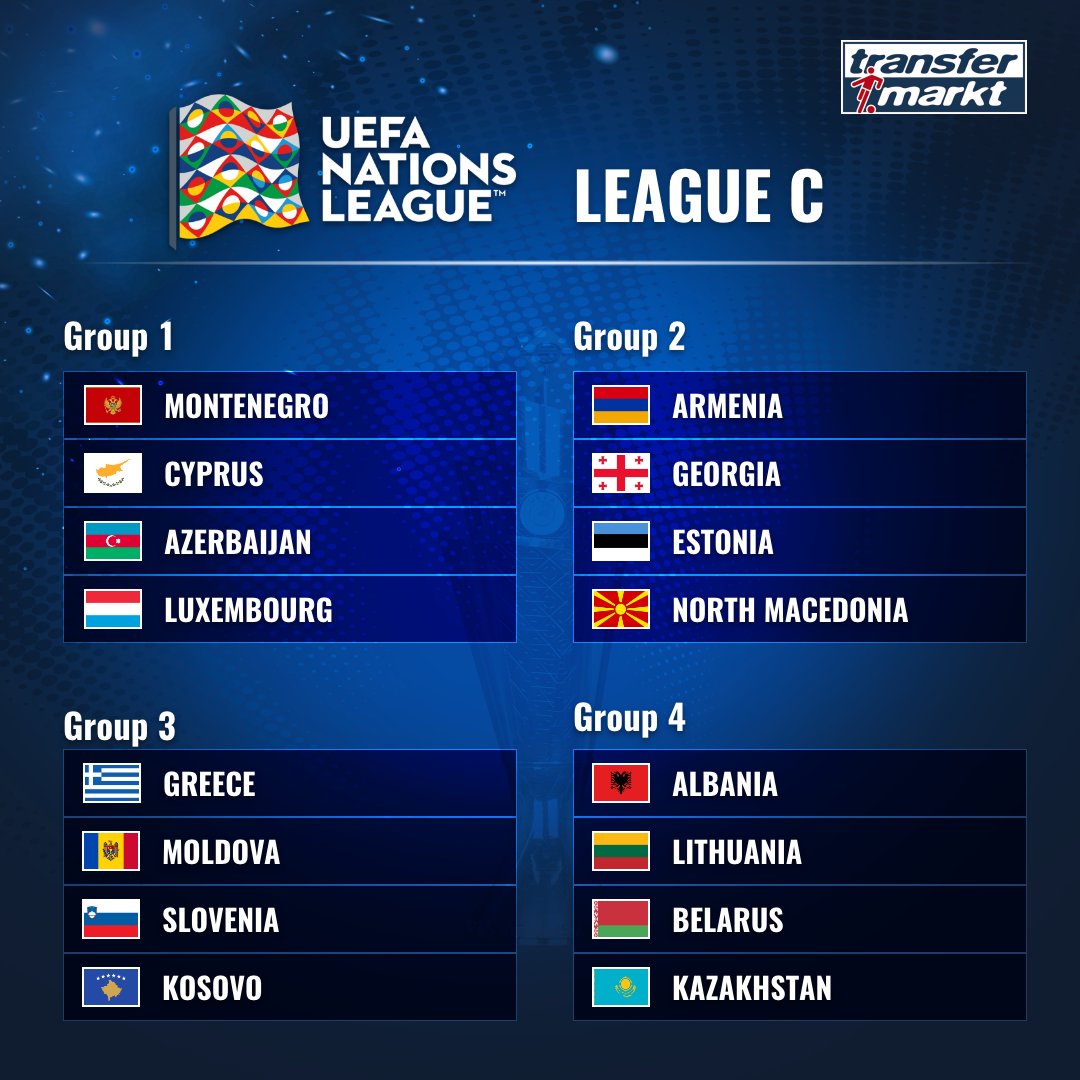 transfer
markt
UEFA
NATIONS
LEAGUE™
LEAGUE C
Group 1
MONTENEGRO
CYPRUS
AZERBAIJAN
LUXEMBOURG
Group 2
ARMENIA
GEORGIA
ESTONIA
NORTH MACEDONIA
Group 3
GREECE
MOLDOVA
SLOVENIA
KOSOVO
Group 4
ALBANIA
LITHUANIA
BELARUS
KAZAKHSTAN